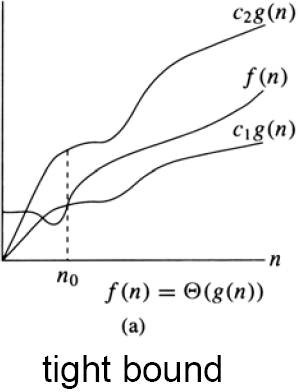 c₂g(n)
f(n)
c₁g(n)
n
n₀
f(n) = Θ(g(n))
(a)
tight bound